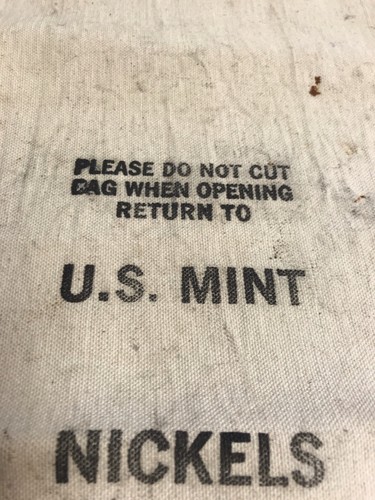 PLEASE DO NOT CUT
BAG WHEN OPENING
RETURN TO
U.S. MINT
NICKELS